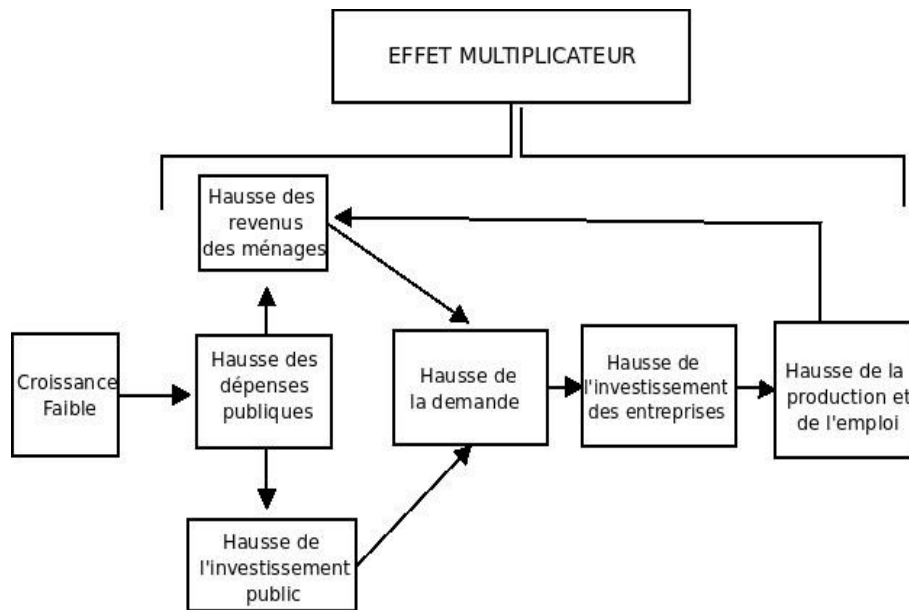 EFFET MULTIPLICATEUR
Hausse des
revenus
des ménages
Croissance
Faible
Hausse des
dépenses
publiques
Hausse de
la demande
Hausse de
l'investissement
des entreprises
Hausse de la
production et
de l'emploi
Hausse de
l'investissement
public